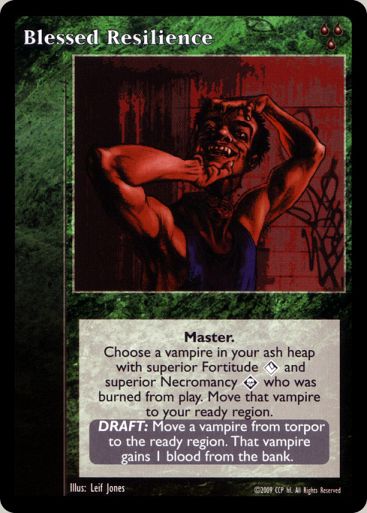 Blessed Resilience
Master.
Choose a vampire in your ash heap
with superior Fortitude and
superior Necromancy who was
burned from play. Move that vampire
to your ready region.
DRAFT: Move a vampire from torpor
to the ready region. That vampire
gains 1 blood from the bank.
Illus: Leif Jones
©2009 CCP hf. All Rights Reserved